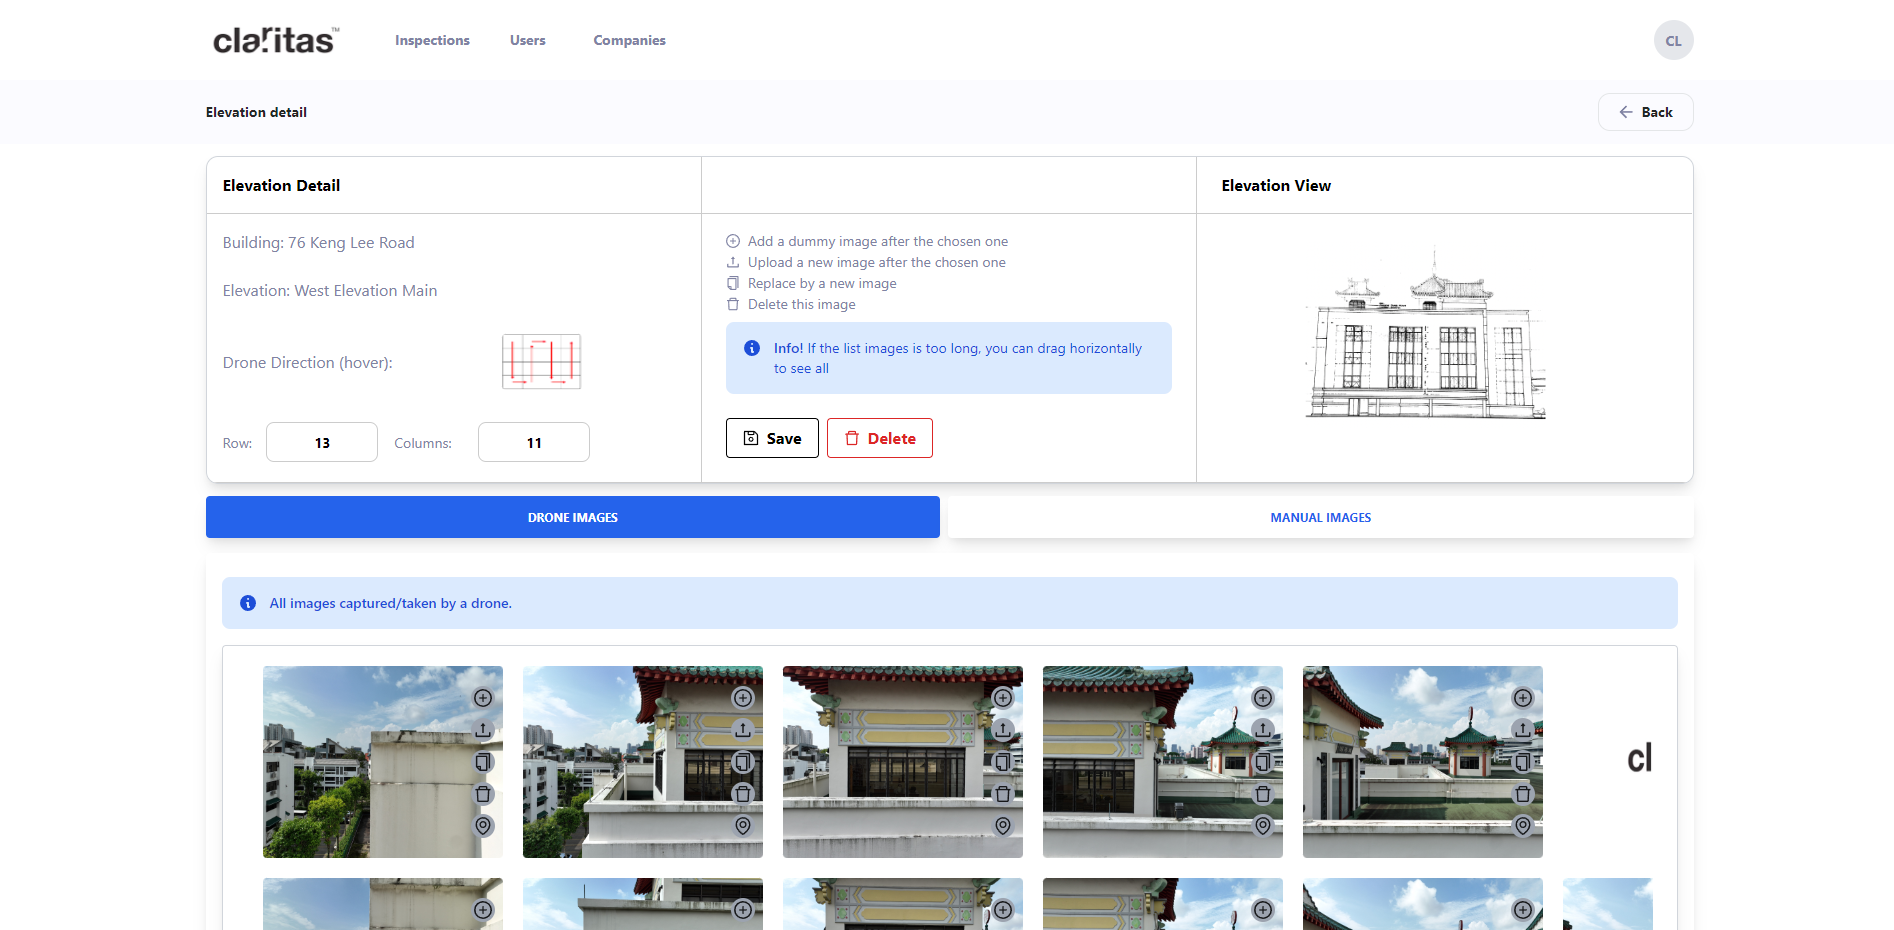 claritas™
Inspections
Users
Companies
CL
Elevation detail
Back
Elevation Detail
Elevation View
Building: 76 Keng Lee Road
Elevation: West Elevation Main
Drone Direction (hover):
Row:
13
Columns:
11
Add a dummy image after the chosen one
Upload a new image after the chosen one
Replace by a new image
Delete this image
Info! If the list images is too long, you can drag horizontally
to see all
Save
Delete
DRONE IMAGES
MANUAL IMAGES
All images captured/taken by a drone.
cl